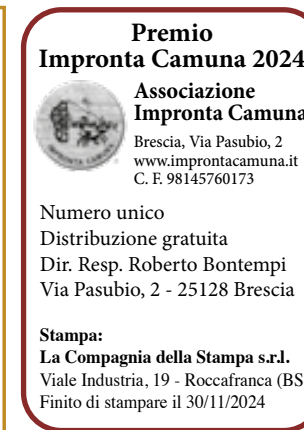 Premio
Impronta Camuna 2024
Associazione
Impronta Camuna
Brescia, Via Pasubio, 2
www.improntacamuna.it
C. F. 98145760173
IMPRONTA CAMUNA
Numero unico
Distribuzione gratuita
Dir. Resp. Roberto Bontempi
Via Pasubio, 2 - 25128 Brescia
Stampa:
La Compagnia della Stampa s.r.l.
Viale Industria, 19 - Roccafranca (BS
Finito di stampare il 30/11/2024